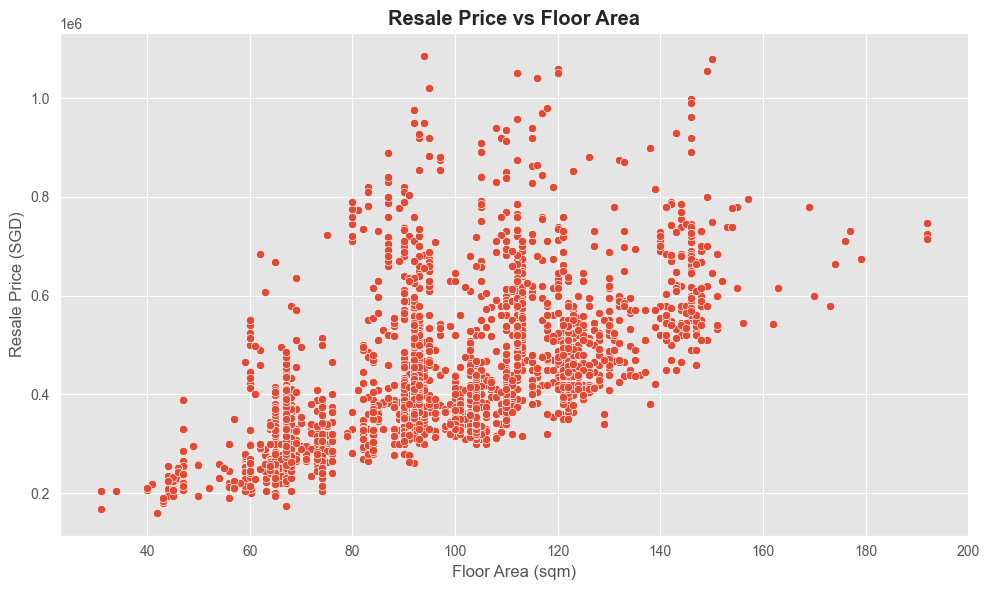 Resale Price vs Floor Area
1e6
1.0
0.8
0.6
0.4
0.2
Resale Price (SGD)
40 60 80 100 120 140 160 180 200
Floor Area (sqm)